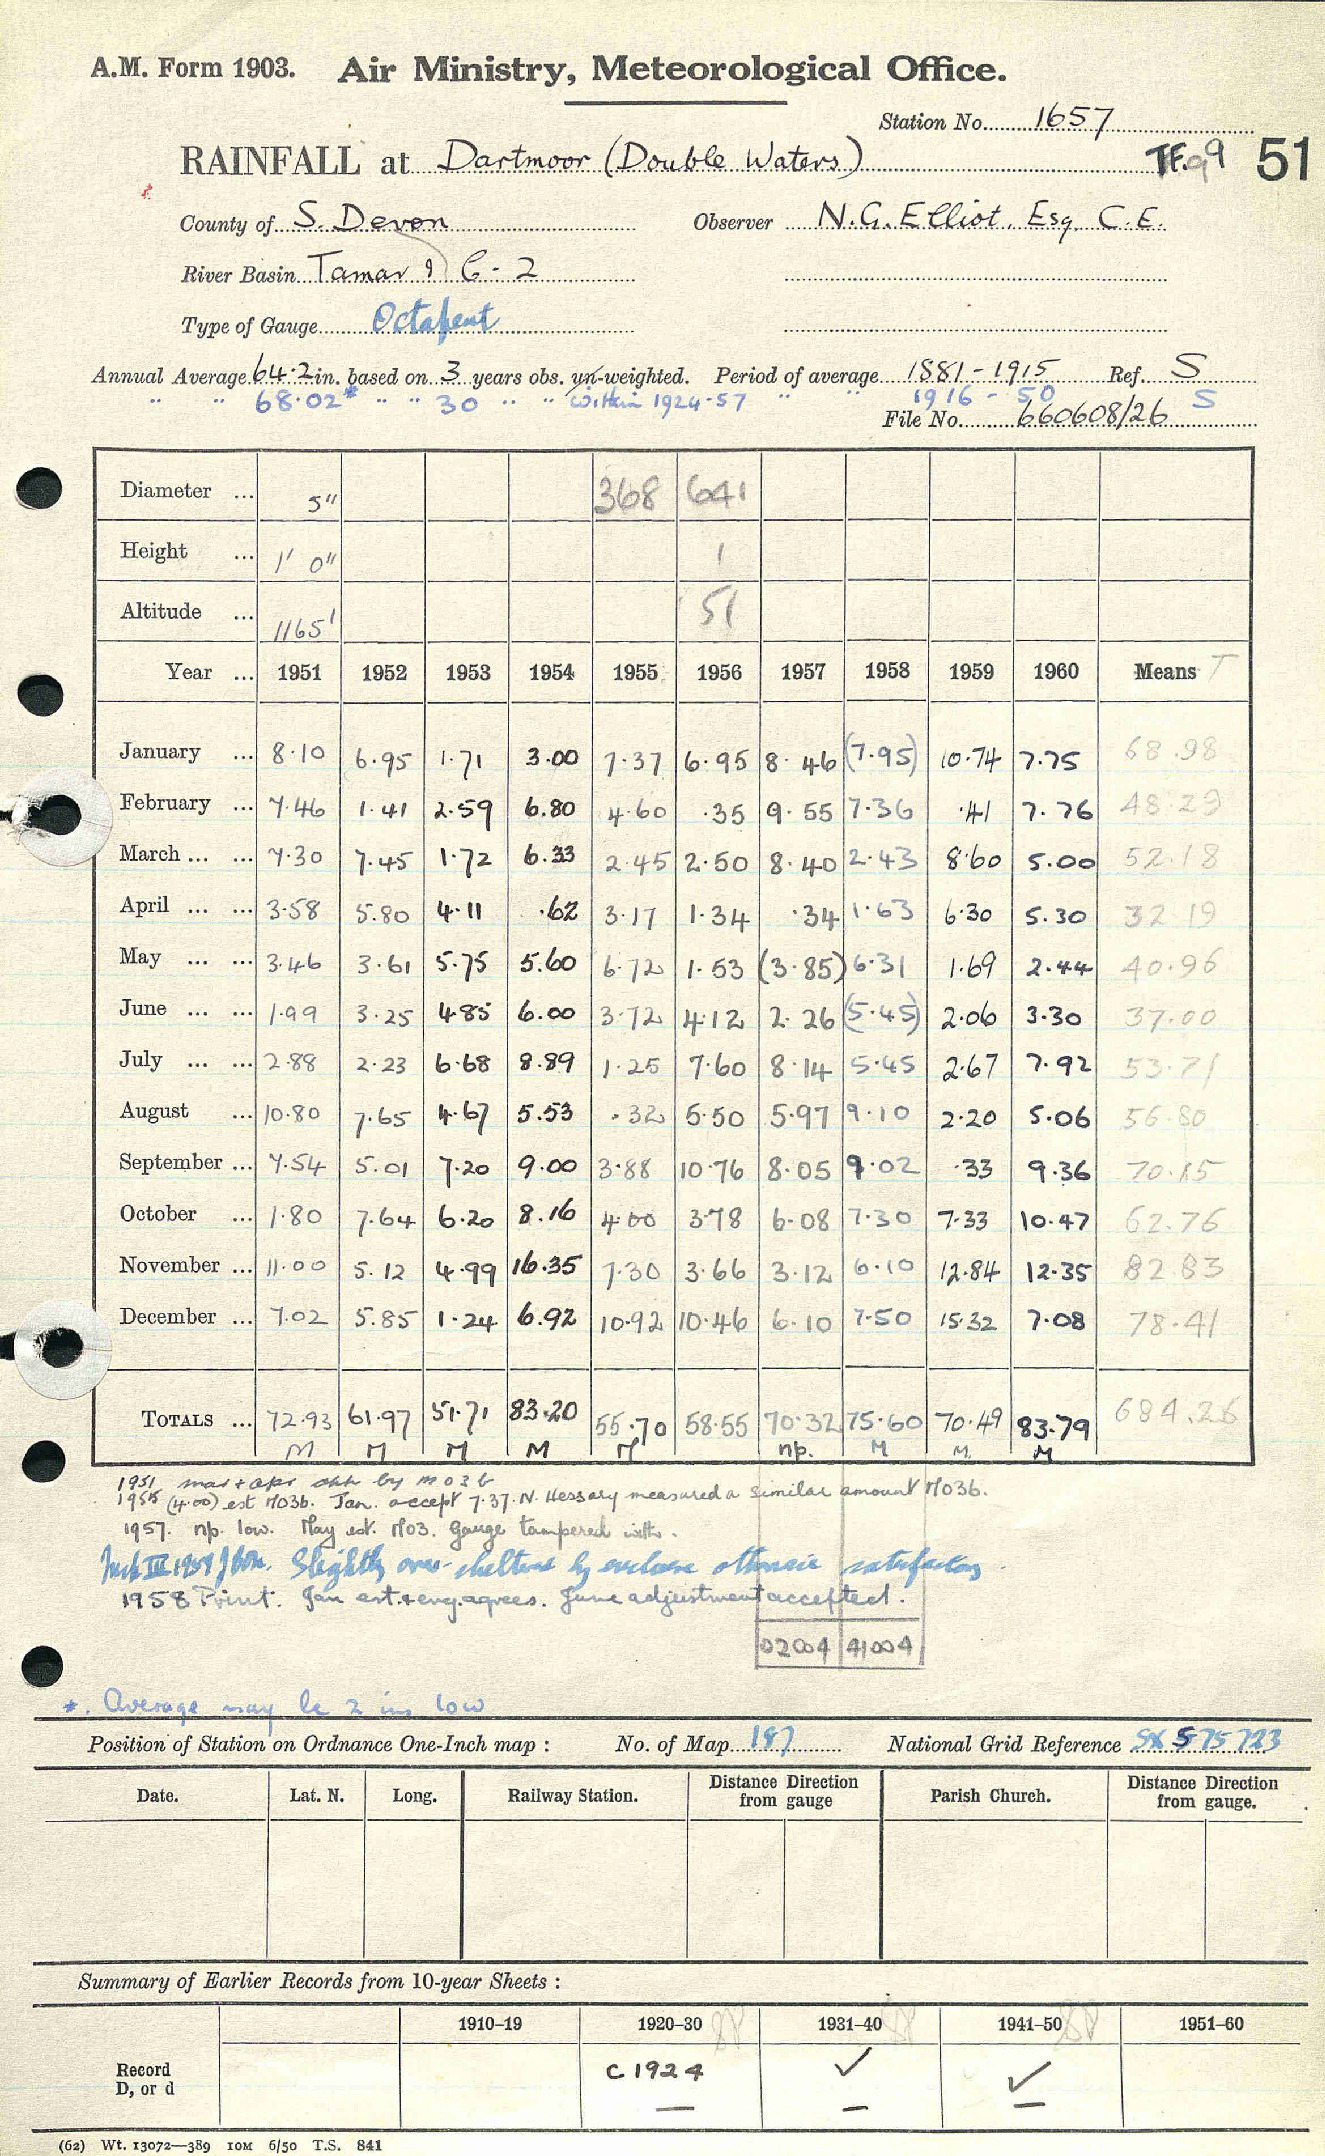 A.M. Form 1903. Air Ministry, Meteorological Office.
Station No. 1657
RAINFALL at Dartmoor (Double Waters) TF.99 51
County of S. Devon Observer N.G. Elliot, Esq C.E.
River Basin Tamar 9 C - 2
Type of Gauge Octapent
Annual Average 64.2 in. based on 3 years obs. un-weighted. Period of average 1881 - 1915 Ref. S
" " 68.02* " " 30 " " within 1924-57 " " 1916 - 50 S
File No. 660608/26
Diameter ... 5" 368 641
Height ... 1' 0" 1
Altitude ... 1165' 51
Year ... 1951 1952 1953 1954 1955 1956 1957 1958 1959 1960 Means T
January ... 8.10 6.95 1.71 3.00 7.37 6.95 8.46 (7.95) 10.74 7.75 68.98
February ... 7.46 1.41 2.59 6.80 4.60 .35 9.55 7.36 .41 7.76 48 29
March ... ... 7.30 7.45 1.72 6.33 2.45 2.50 8.40 2.43 8.60 5.00 52.18
April ... ... 3.58 5.80 4.11 .62 3.17 1.34 .34 1.63 6.30 5.30 32 19
May ... ... 3.46 3.61 5.75 5.60 6.72 1.53 (3.85) 6.31 1.69 2.44 40.96
June ... ... 1.99 3.25 4.85 6.00 3.72 4.12 2.26 (5.45) 2.06 3.30 37.00
July ... ... 2.88 2.23 6.68 8.89 1.25 7.60 8.14 5.45 2.67 7.92 53.71
August ... 10.80 7.65 4.67 5.53 .32 5.50 5.97 9.10 2.20 5.06 56.80
September ... 7.54 5.01 7.20 9.00 3.88 10.76 8.05 9.02 .33 9.36 70.15
October ... 1.80 7.64 6.20 8.16 4.00 3.78 6.08 7.30 7.33 10.47 62.76
November ... 11.00 5.12 4.99 16.35 7.30 3.66 3.12 6.10 12.84 12.35 82 83
December ... 7.02 5.85 1.24 6.92 10.92 10.46 6.10 7.50 15.32 7.08 78.41
TOTALS ... 72.93 61.97 51.71 83.20 55.70 58.55 70.32 75.60 70.49 83.79 684.26
M M M M M np. M M. M
1951 mar + apr by M03b
1955 (4.00) est M03b. Jan. accept 7.37. N. Hessary measured a similar amount M03b.
1957. np. low. May est. M03. Gauge tampered with.
III 1958 Slightly over-sheltered by enclosure otherwise satisfactory
1958 Print. Jan est. + evg. agrees. June adjustment accepted.
02004 41004
*. Average may be 2 ins low
Position of Station on Ordnance One-Inch map : No. of Map 187 National Grid Reference SX 575 723
Date. Lat. N. Long. Railway Station. Distance Direction from gauge Parish Church. Distance Direction from gauge.
Summary of Earlier Records from 10-year Sheets :
1910–19 1920–30 1931–40 1941–50 1951–60
Record D, or d C 1924 ✓ ✓
(62) Wt. 13072—389 10M 6/50 T.S. 841